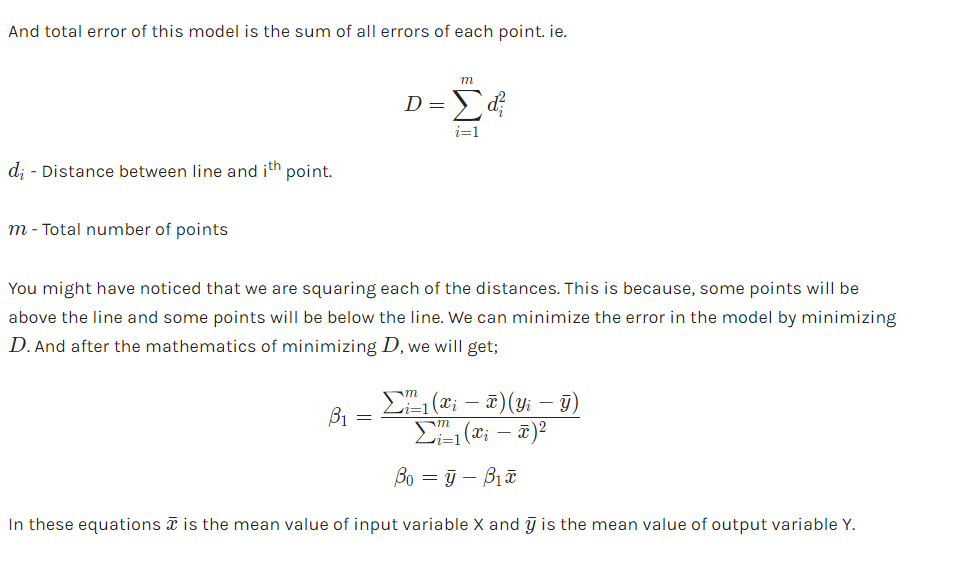 And total error of this model is the sum of all errors of each point. ie.
D = \sum_{i=1}^{m} d_i^2
d_i - Distance between line and i^{th} point.
m - Total number of points
You might have noticed that we are squaring each of the distances. This is because, some points will be
above the line and some points will be below the line. We can minimize the error in the model by minimizing
D. And after the mathematics of minimizing D, we will get;
\beta_1 = \frac{\sum_{i=1}^{m}(x_i - \bar{x})(y_i - \bar{y})}{\sum_{i=1}^{m}(x_i - \bar{x})^2}
\beta_0 = \bar{y} - \beta_1\bar{x}
In these equations \bar{x} is the mean value of input variable X and \bar{y} is the mean value of output variable Y.